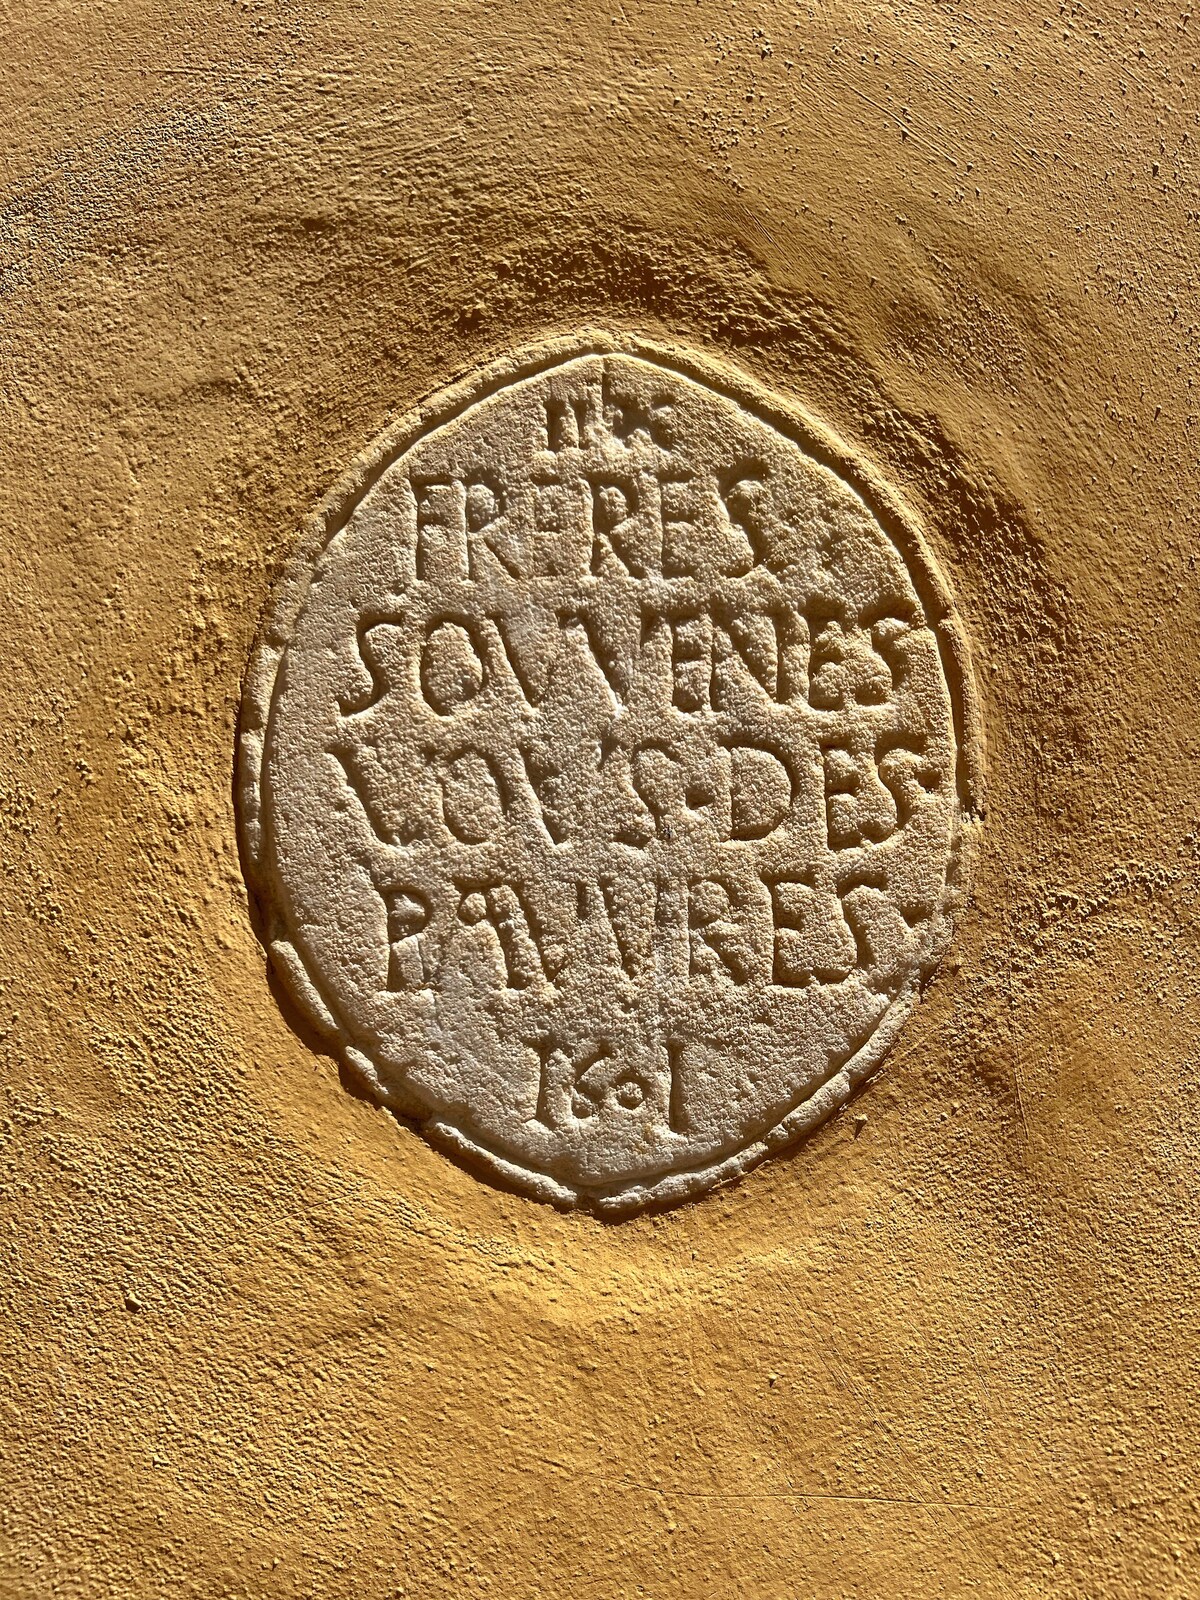 FRERES
SOVVENES
VOVS·DES
PAVVRES
1601